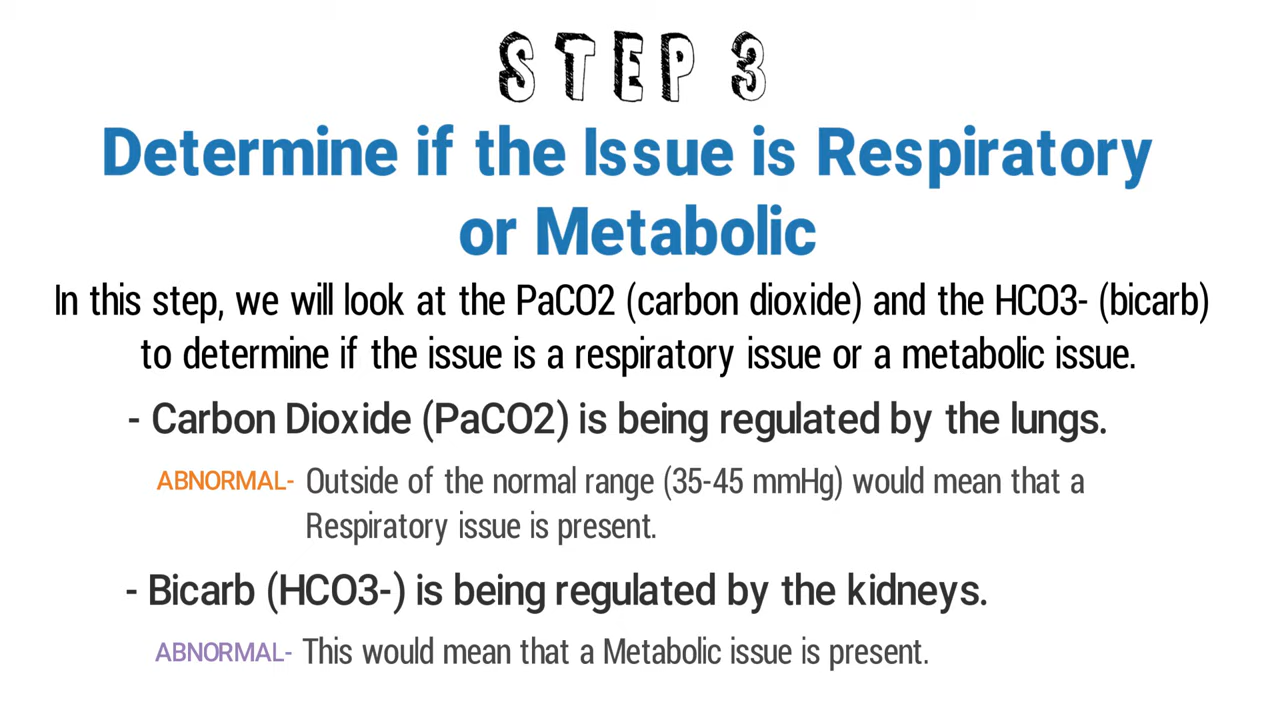 STEP 3
Determine if the Issue is Respiratory
or Metabolic
In this step, we will look at the PaCO2 (carbon dioxide) and the HCO3- (bicarb)
to determine if the issue is a respiratory issue or a metabolic issue.
- Carbon Dioxide (PaCO2) is being regulated by the lungs.
ABNORMAL- Outside of the normal range (35-45 mmHg) would mean that a
Respiratory issue is present.
- Bicarb (HCO3-) is being regulated by the kidneys.
ABNORMAL- This would mean that a Metabolic issue is present.